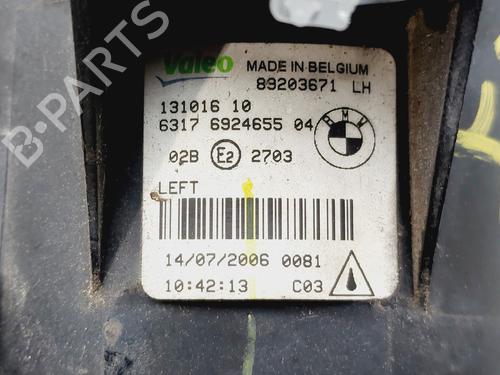 Valeo MADE IN BELGIUM
89203671 LH
131016 10
6317 6924655 04
BMW
02B E2 2703
LEFT
14/07/2006 0081
10:42:13 C03
B-PARTS